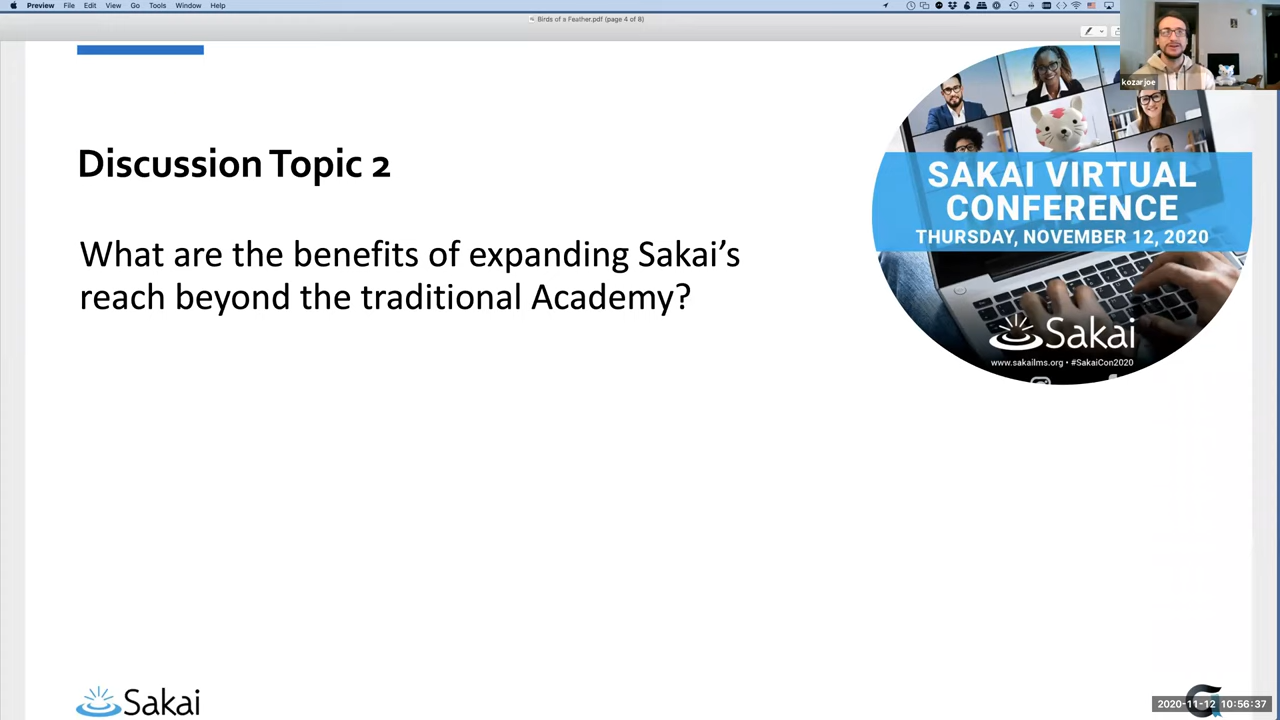 Preview File Edit View Go Tools Window Help
Birds of a Feather.pdf (page 4 of 8)
kozarjoe
Discussion Topic 2
What are the benefits of expanding Sakai’s
reach beyond the traditional Academy?
SAKAI VIRTUAL
CONFERENCE
THURSDAY, NOVEMBER 12, 2020
Sakai
www.sakailms.org • #SakaiCon2020
Sakai
2020-11-12 10:56:37